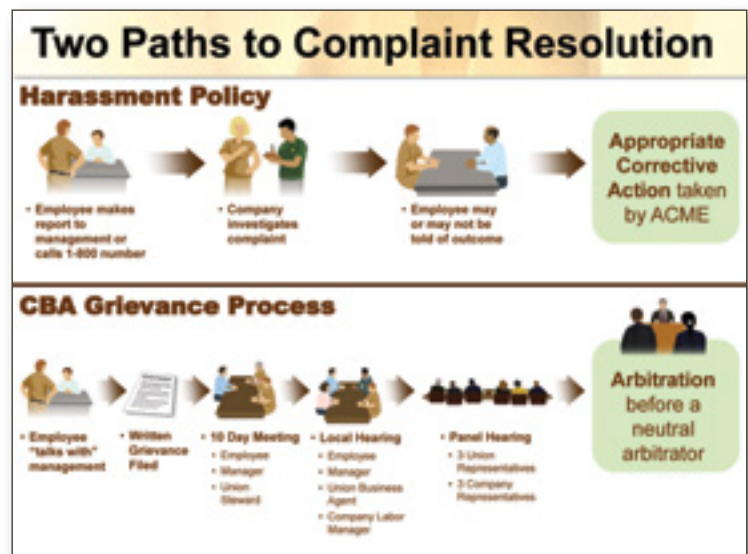 Two Paths to Complaint Resolution
Harassment Policy
• Employee makes
report to
management or
calls 1-800 number
• Company
investigates
complaint
• Employee may
or may not be
told of outcome
Appropriate
Corrective
Action taken
by ACME
CBA Grievance Process
• Employee
"talks with"
management
• Written
Grievance
Filed
• 10 Day Meeting
• Employee
• Manager
• Union
Steward
• Local Hearing
• Employee
• Manager
• Union Business
Agent
• Company Labor
Manager
• Panel Hearing
• 3 Union
Representatives
• 3 Company
Representatives
Arbitration
before a
neutral
arbitrator